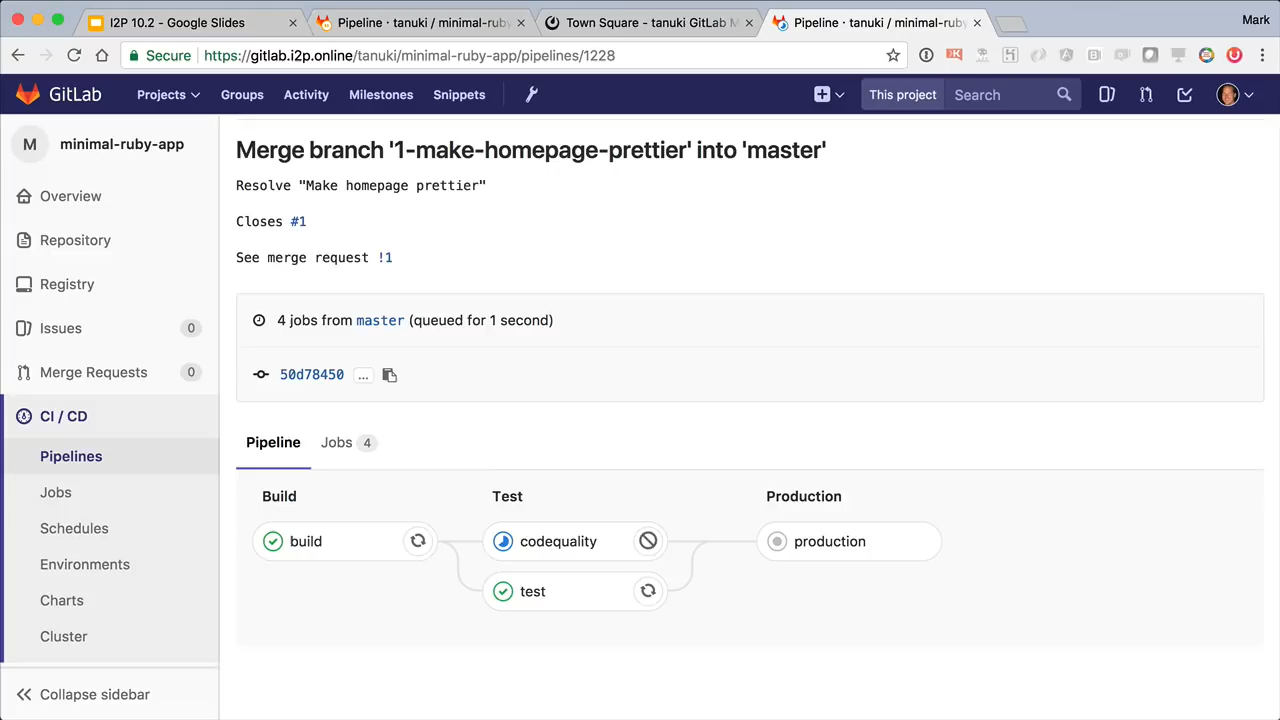 I2P 10.2 - Google Slides
Pipeline · tanuki / minimal-ruby
Town Square - tanuki GitLab M
Pipeline · tanuki / minimal-ruby
Mark
Secure https://gitlab.i2p.online/tanuki/minimal-ruby-app/pipelines/1228
GitLab Projects Groups Activity Milestones Snippets This project Search
M minimal-ruby-app
Overview
Repository
Registry
Issues 0
Merge Requests 0
CI / CD
Pipelines
Jobs
Schedules
Environments
Charts
Cluster
Collapse sidebar
Merge branch '1-make-homepage-prettier' into 'master'
Resolve "Make homepage prettier"
Closes #1
See merge request !1
4 jobs from master (queued for 1 second)
50d78450 ...
Pipeline Jobs 4
Build Test Production
build codequality production
test